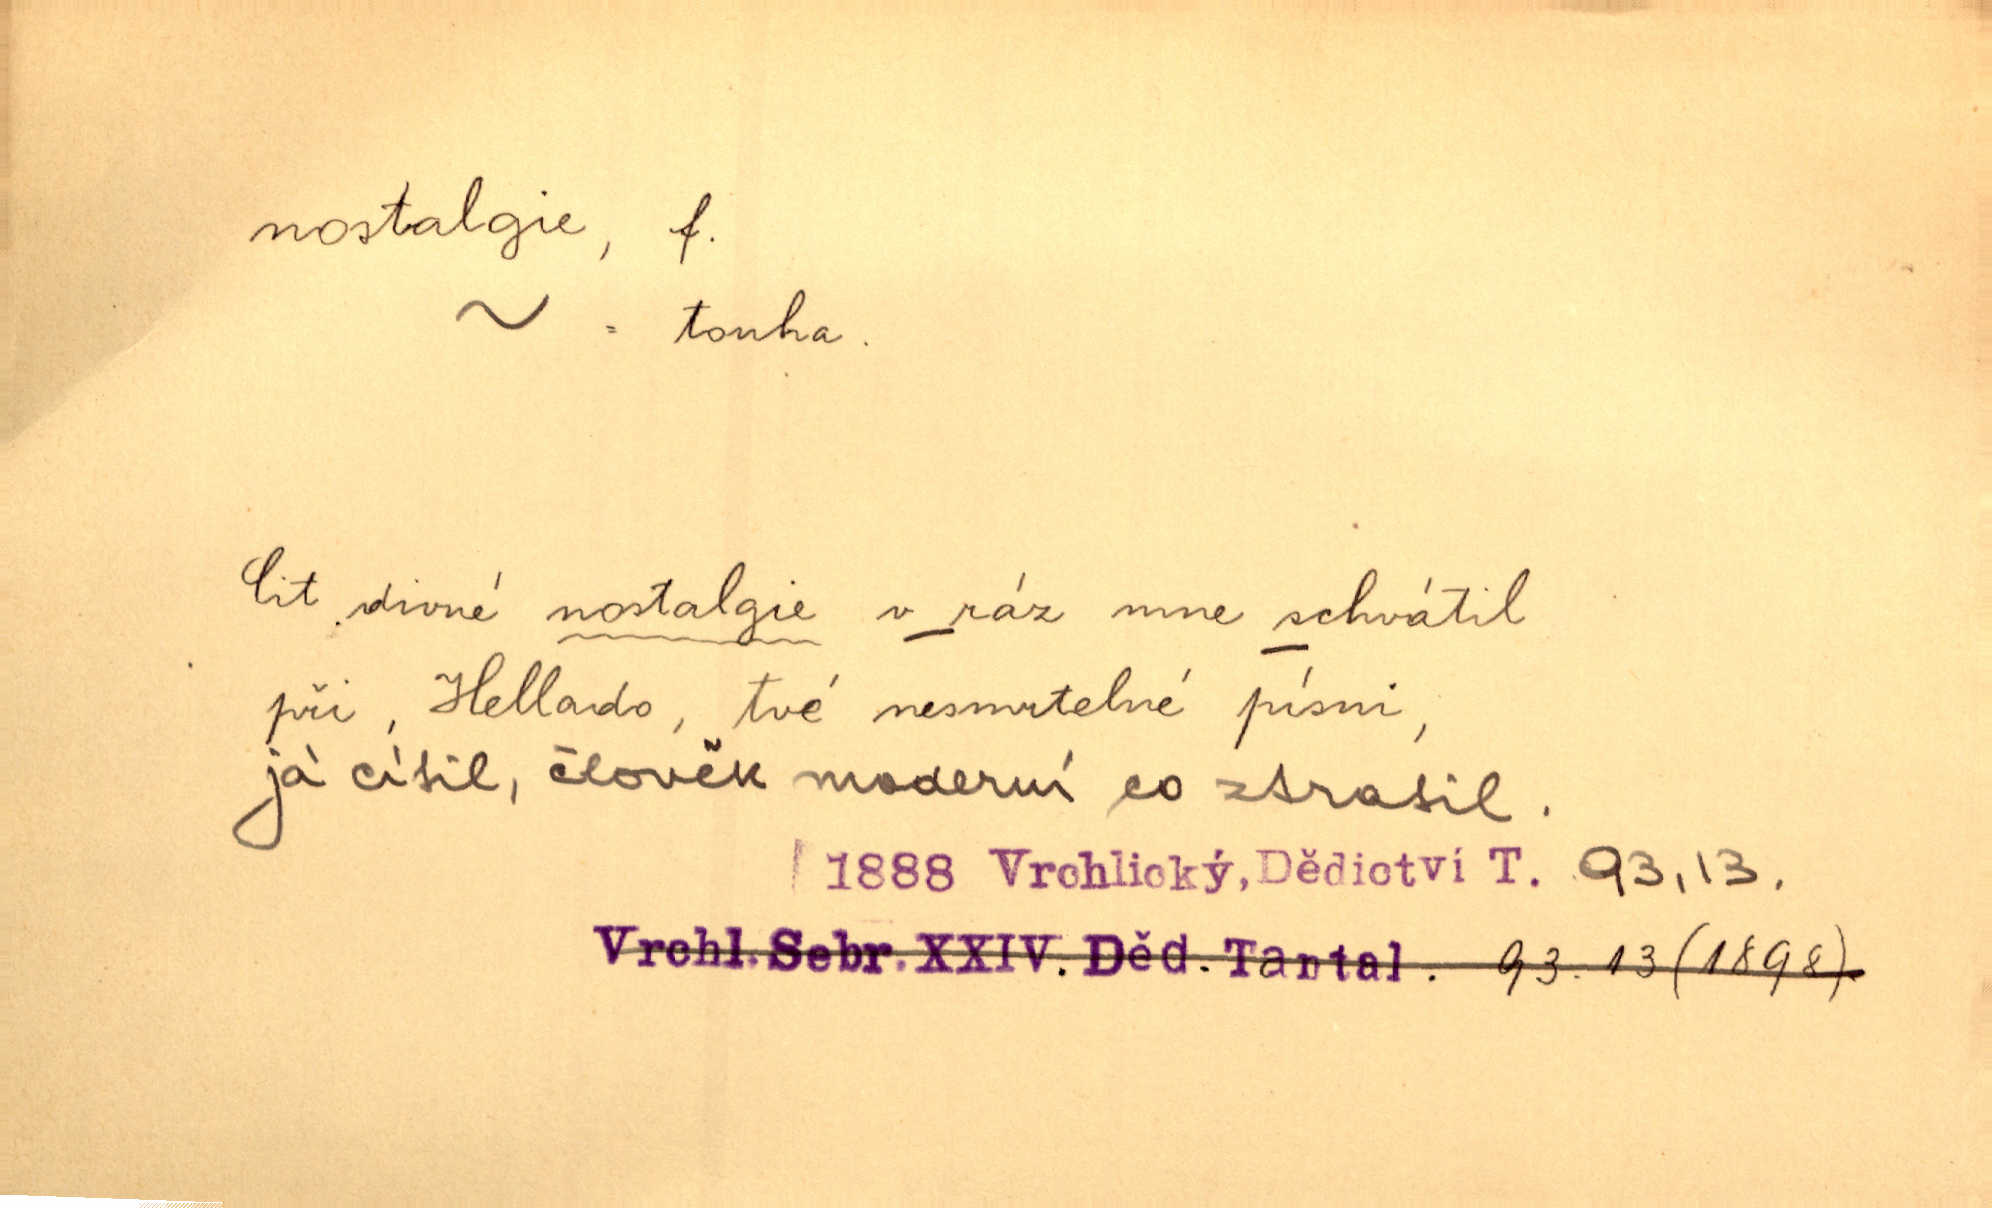 nostalgie, f.
~ = touha.
Cit divné nostalgie v ráz mne schvátil
při, Hellado, tvé nesmrtelné písni,
já cítil, člověk moderní co ztratil.
1888 Vrchlický, Dědictví T. 93,13.
Vrchl. Sebr. XXIV. Děd. Tantal. 93. 13 (1898).